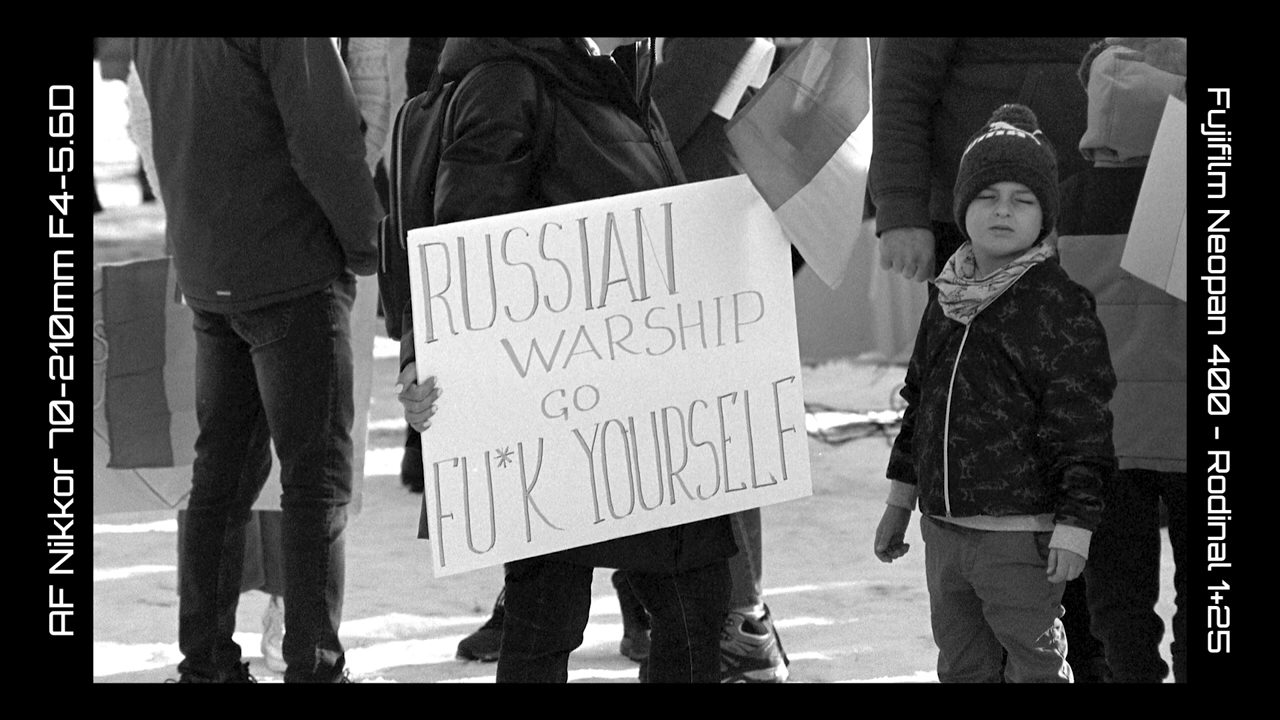 AF Nikkor 70-210mm F4-5.6D
RUSSIAN
WARSHIP
GO
FU*K YOURSELF
Fujifilm Neopan 400 - Rodinal 1+25